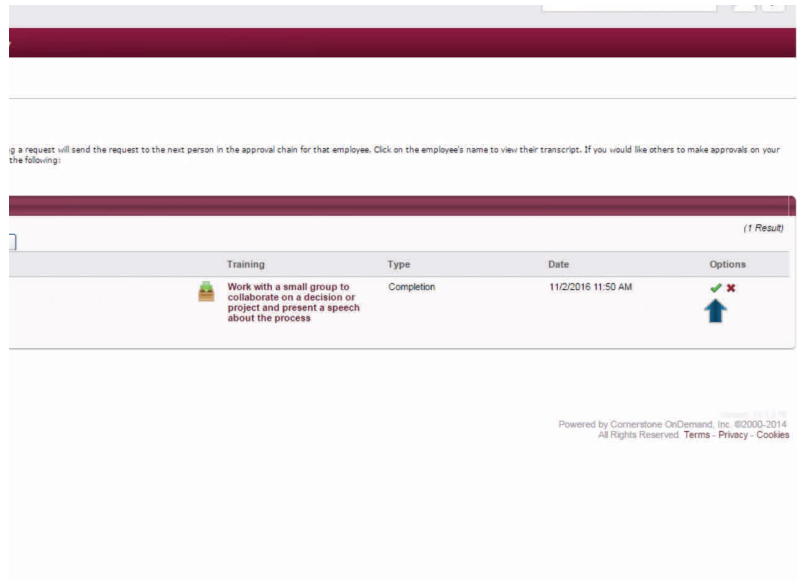 g a request will send the request to the next person in the approval chain for that employee. Click on the employee's name to view their transcript. If you would like others to make approvals on your
the following:
(1 Result)
Training Type Date Options
Work with a small group to Completion 11/2/2016 11:50 AM
collaborate on a decision or
project and present a speech
about the process
Powered by Cornerstone OnDemand, Inc. ©2000-2014
All Rights Reserved. Terms - Privacy - Cookies